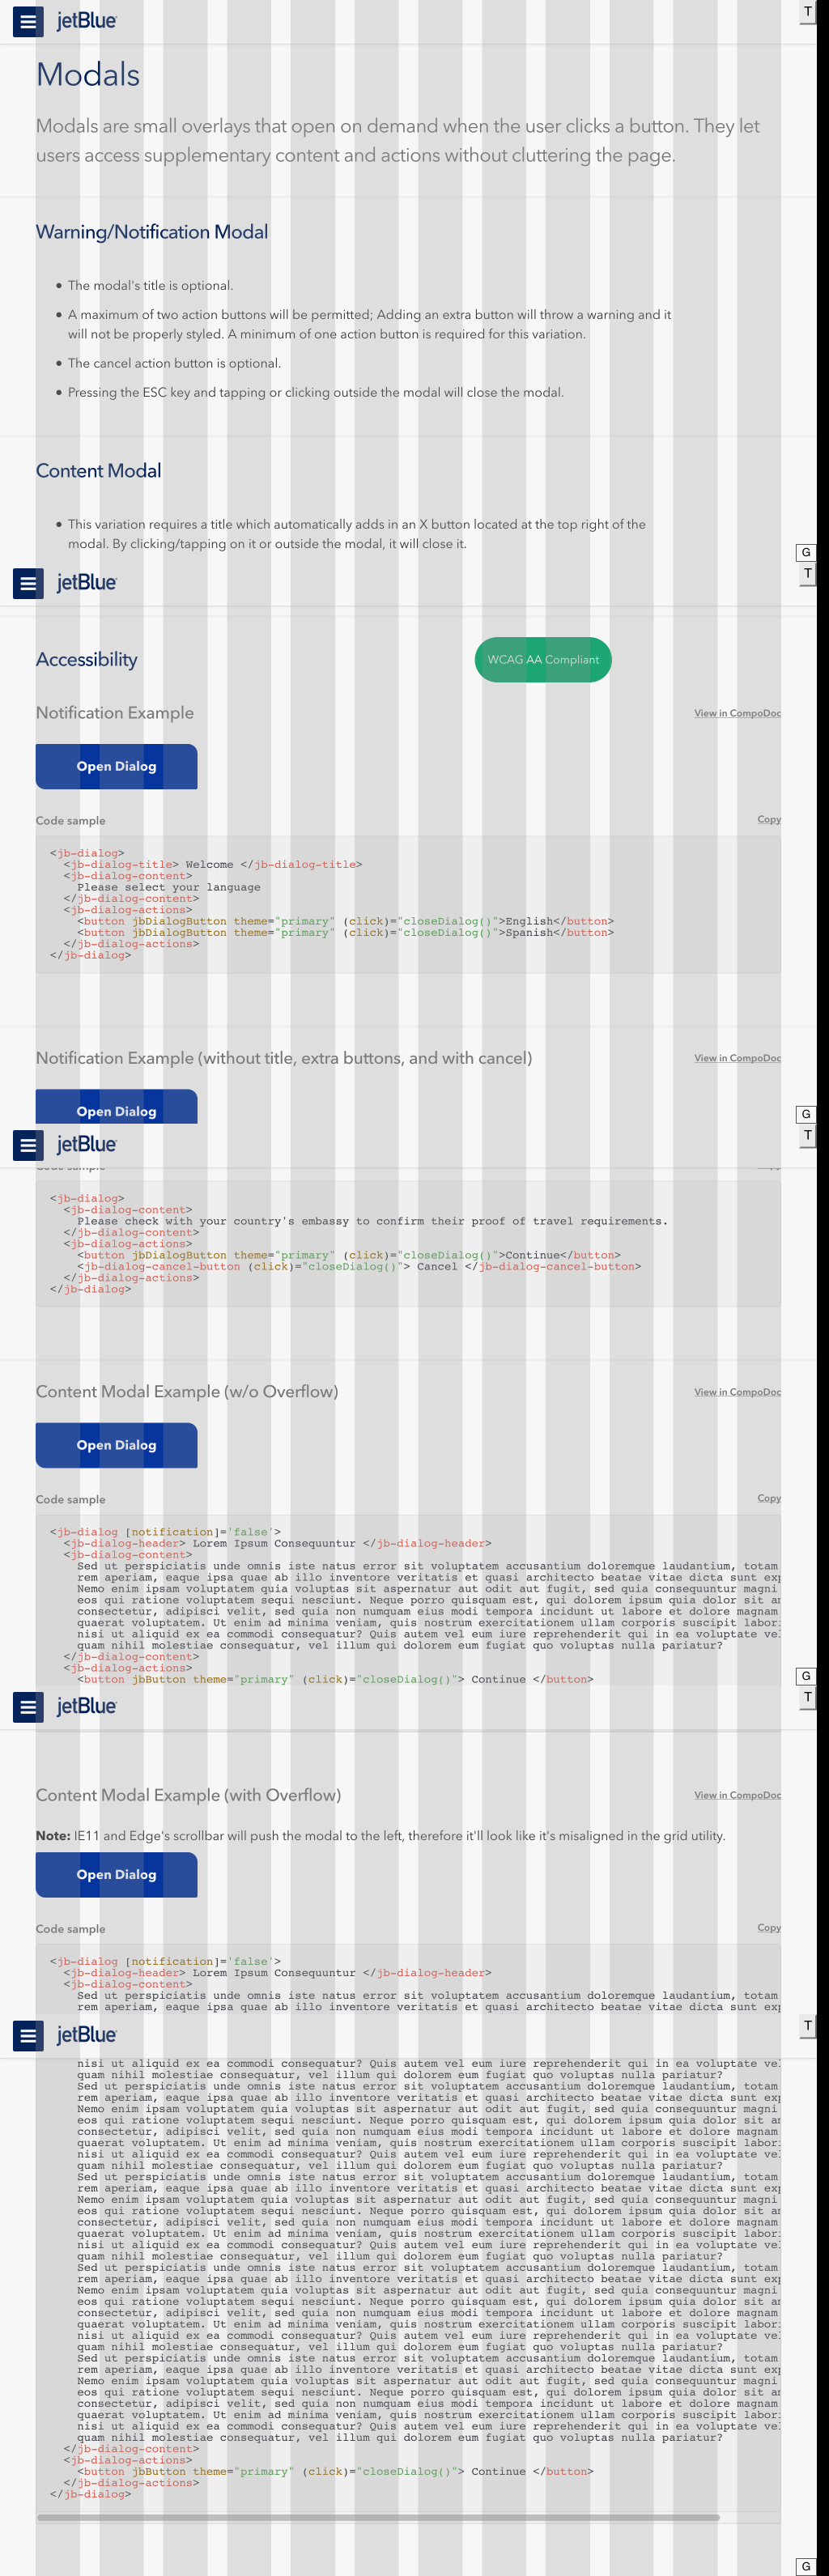 jetBlue
T
Modals
Modals are small overlays that open on demand when the user clicks a button. They let
users access supplementary content and actions without cluttering the page.
Warning/Notification Modal
The modal's title is optional.
A maximum of two action buttons will be permitted; Adding an extra button will throw a warning and it
will not be properly styled. A minimum of one action button is required for this variation.
The cancel action button is optional.
Pressing the ESC key and tapping or clicking outside the modal will close the modal.
Content Modal
This variation requires a title which automatically adds in an X button located at the top right of the
modal. By clicking/tapping on it or outside the modal, it will close it.
G
jetBlue
T
Accessibility
WCAG AA Compliant
Notification Example
View in CompoDoc
Open Dialog
Code sample
Copy
<jb-dialog>
<jb-dialog-title> Welcome </jb-dialog-title>
<jb-dialog-content>
Please select your language
</jb-dialog-content>
<jb-dialog-actions>
<button jbDialogButton theme="primary" (click)="closeDialog()">English</button>
<button jbDialogButton theme="primary" (click)="closeDialog()">Spanish</button>
</jb-dialog-actions>
</jb-dialog>
Notification Example (without title, extra buttons, and with cancel)
View in CompoDoc
Open Dialog
G
jetBlue
T
<jb-dialog>
<jb-dialog-content>
Please check with your country's embassy to confirm their proof of travel requirements.
</jb-dialog-content>
<jb-dialog-actions>
<button jbDialogButton theme="primary" (click)="closeDialog()">Continue</button>
<jb-dialog-cancel-button (click)="closeDialog()"> Cancel </jb-dialog-cancel-button>
</jb-dialog-actions>
</jb-dialog>
Content Modal Example (w/o Overflow)
View in CompoDoc
Open Dialog
Code sample
Copy
<jb-dialog [notification]='false'>
<jb-dialog-header> Lorem Ipsum Consequuntur </jb-dialog-header>
<jb-dialog-content>
Sed ut perspiciatis unde omnis iste natus error sit voluptatem accusantium doloremque laudantium, totam
rem aperiam, eaque ipsa quae ab illo inventore veritatis et quasi architecto beatae vitae dicta sunt exp
Nemo enim ipsam voluptatem quia voluptas sit aspernatur aut odit aut fugit, sed quia consequuntur magni
eos qui ratione voluptatem sequi nesciunt. Neque porro quisquam est, qui dolorem ipsum quia dolor sit am
consectetur, adipisci velit, sed quia non numquam eius modi tempora incidunt ut labore et dolore magnam
quaerat voluptatem. Ut enim ad minima veniam, quis nostrum exercitationem ullam corporis suscipit labori
nisi ut aliquid ex ea commodi consequatur? Quis autem vel eum iure reprehenderit qui in ea voluptate vel
quam nihil molestiae consequatur, vel illum qui dolorem eum fugiat quo voluptas nulla pariatur?
</jb-dialog-content>
<jb-dialog-actions>
<button jbButton theme="primary" (click)="closeDialog()"> Continue </button>
G
jetBlue
T
Content Modal Example (with Overflow)
View in CompoDoc
Note: IE11 and Edge's scrollbar will push the modal to the left, therefore it'll look like it's misaligned in the grid utility.
Open Dialog
Code sample
Copy
<jb-dialog [notification]='false'>
<jb-dialog-header> Lorem Ipsum Consequuntur </jb-dialog-header>
<jb-dialog-content>
Sed ut perspiciatis unde omnis iste natus error sit voluptatem accusantium doloremque laudantium, totam
rem aperiam, eaque ipsa quae ab illo inventore veritatis et quasi architecto beatae vitae dicta sunt exp
jetBlue
T
nisi ut aliquid ex ea commodi consequatur? Quis autem vel eum iure reprehenderit qui in ea voluptate vel
quam nihil molestiae consequatur, vel illum qui dolorem eum fugiat quo voluptas nulla pariatur?
Sed ut perspiciatis unde omnis iste natus error sit voluptatem accusantium doloremque laudantium, totam
rem aperiam, eaque ipsa quae ab illo inventore veritatis et quasi architecto beatae vitae dicta sunt exp
Nemo enim ipsam voluptatem quia voluptas sit aspernatur aut odit aut fugit, sed quia consequuntur magni
eos qui ratione voluptatem sequi nesciunt. Neque porro quisquam est, qui dolorem ipsum quia dolor sit am
consectetur, adipisci velit, sed quia non numquam eius modi tempora incidunt ut labore et dolore magnam
quaerat voluptatem. Ut enim ad minima veniam, quis nostrum exercitationem ullam corporis suscipit labori
nisi ut aliquid ex ea commodi consequatur? Quis autem vel eum iure reprehenderit qui in ea voluptate vel
quam nihil molestiae consequatur, vel illum qui dolorem eum fugiat quo voluptas nulla pariatur?
Sed ut perspiciatis unde omnis iste natus error sit voluptatem accusantium doloremque laudantium, totam
rem aperiam, eaque ipsa quae ab illo inventore veritatis et quasi architecto beatae vitae dicta sunt exp
Nemo enim ipsam voluptatem quia voluptas sit aspernatur aut odit aut fugit, sed quia consequuntur magni
eos qui ratione voluptatem sequi nesciunt. Neque porro quisquam est, qui dolorem ipsum quia dolor sit am
consectetur, adipisci velit, sed quia non numquam eius modi tempora incidunt ut labore et dolore magnam
quaerat voluptatem. Ut enim ad minima veniam, quis nostrum exercitationem ullam corporis suscipit labori
nisi ut aliquid ex ea commodi consequatur? Quis autem vel eum iure reprehenderit qui in ea voluptate vel
quam nihil molestiae consequatur, vel illum qui dolorem eum fugiat quo voluptas nulla pariatur?
Sed ut perspiciatis unde omnis iste natus error sit voluptatem accusantium doloremque laudantium, totam
rem aperiam, eaque ipsa quae ab illo inventore veritatis et quasi architecto beatae vitae dicta sunt exp
Nemo enim ipsam voluptatem quia voluptas sit aspernatur aut odit aut fugit, sed quia consequuntur magni
eos qui ratione voluptatem sequi nesciunt. Neque porro quisquam est, qui dolorem ipsum quia dolor sit am
consectetur, adipisci velit, sed quia non numquam eius modi tempora incidunt ut labore et dolore magnam
quaerat voluptatem. Ut enim ad minima veniam, quis nostrum exercitationem ullam corporis suscipit labori
nisi ut aliquid ex ea commodi consequatur? Quis autem vel eum iure reprehenderit qui in ea voluptate vel
quam nihil molestiae consequatur, vel illum qui dolorem eum fugiat quo voluptas nulla pariatur?
Sed ut perspiciatis unde omnis iste natus error sit voluptatem accusantium doloremque laudantium, totam
rem aperiam, eaque ipsa quae ab illo inventore veritatis et quasi architecto beatae vitae dicta sunt exp
Nemo enim ipsam voluptatem quia voluptas sit aspernatur aut odit aut fugit, sed quia consequuntur magni
eos qui ratione voluptatem sequi nesciunt. Neque porro quisquam est, qui dolorem ipsum quia dolor sit am
consectetur, adipisci velit, sed quia non numquam eius modi tempora incidunt ut labore et dolore magnam
quaerat voluptatem. Ut enim ad minima veniam, quis nostrum exercitationem ullam corporis suscipit labori
nisi ut aliquid ex ea commodi consequatur? Quis autem vel eum iure reprehenderit qui in ea voluptate vel
quam nihil molestiae consequatur, vel illum qui dolorem eum fugiat quo voluptas nulla pariatur?
</jb-dialog-content>
<jb-dialog-actions>
<button jbButton theme="primary" (click)="closeDialog()"> Continue </button>
</jb-dialog-actions>
</jb-dialog>
G